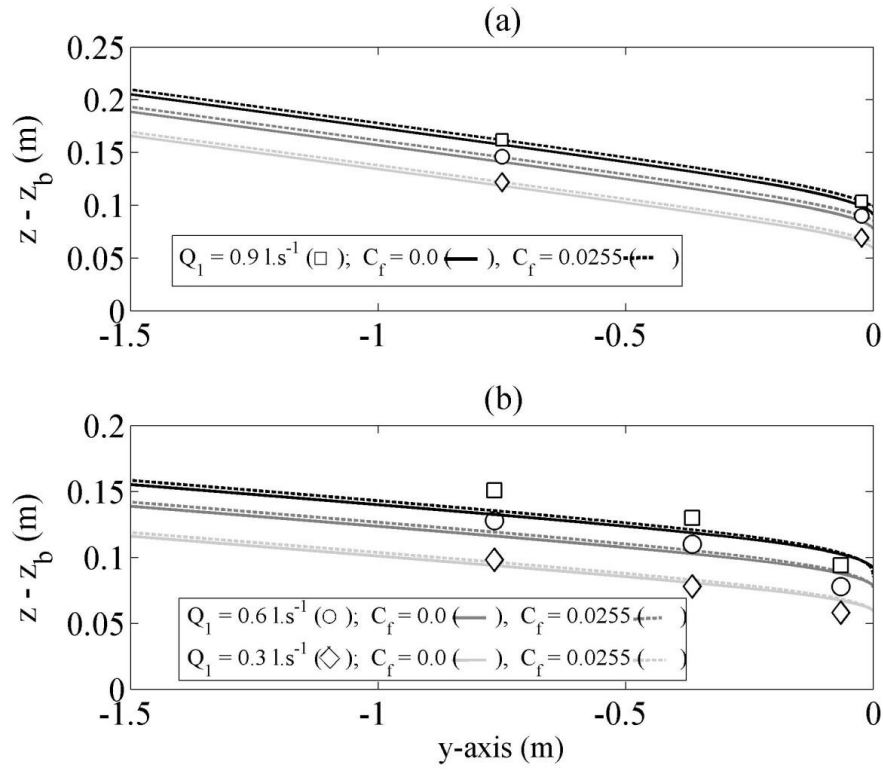 (a)
0.25
0.2
0.15
0.1
0.05
0
z - z_b (m)
Q_1 = 0.9 l.s^-1 (□); C_f = 0.0 ( ), C_f = 0.0255 ( )
-1.5 -1 -0.5 0
(b)
0.2
0.15
0.1
0.05
0
z - z_b (m)
Q_1 = 0.6 l.s^-1 (○); C_f = 0.0 ( ), C_f = 0.0255 ( )
Q_1 = 0.3 l.s^-1 (◇); C_f = 0.0 ( ), C_f = 0.0255 ( )
-1.5 -1 -0.5 0
y-axis (m)